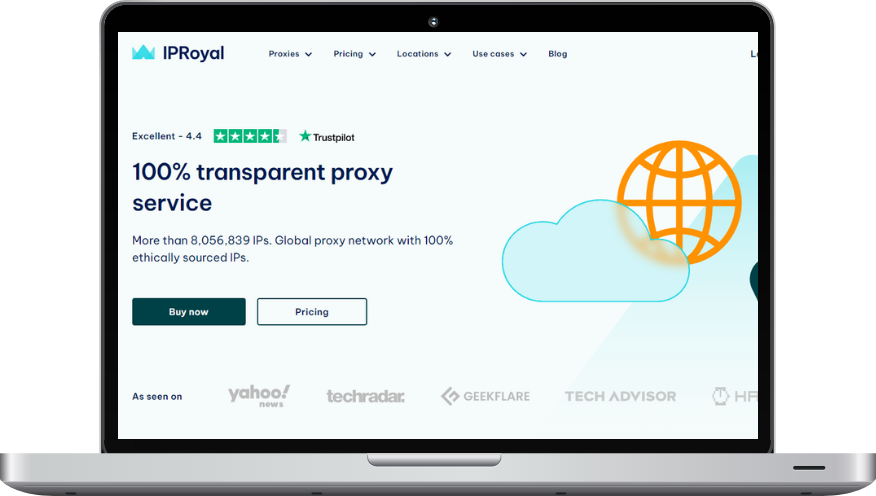 IPRoyal
Proxies
Pricing
Locations
Use cases
Blog
Excellent - 4.4
Trustpilot
100% transparent proxy
service
More than 8,056,839 IPs. Global proxy network with 100%
ethically sourced IPs.
Buy now
Pricing
As seen on
yahoo!
news
techradar.
GEEKFLARE
TECH ADVISOR